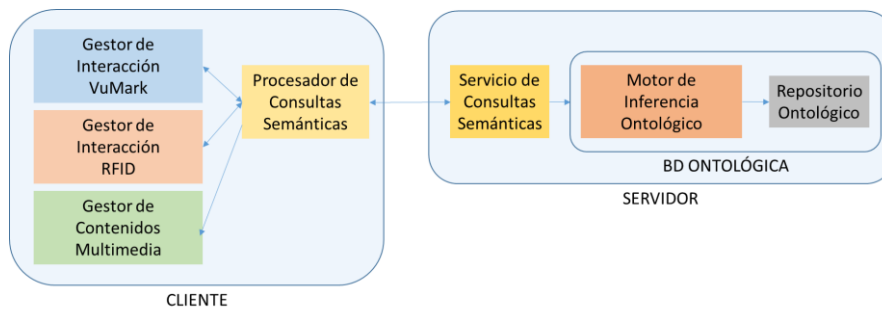 Gestor de
Interacción
VuMark
Gestor de
Interacción
RFID
Gestor de
Contenidos
Multimedia
Procesador de
Consultas
Semánticas
CLIENTE
Servicio de
Consultas
Semánticas
Motor de
Inferencia
Ontológico
Repositorio
Ontológico
BD ONTOLÓGICA
SERVIDOR